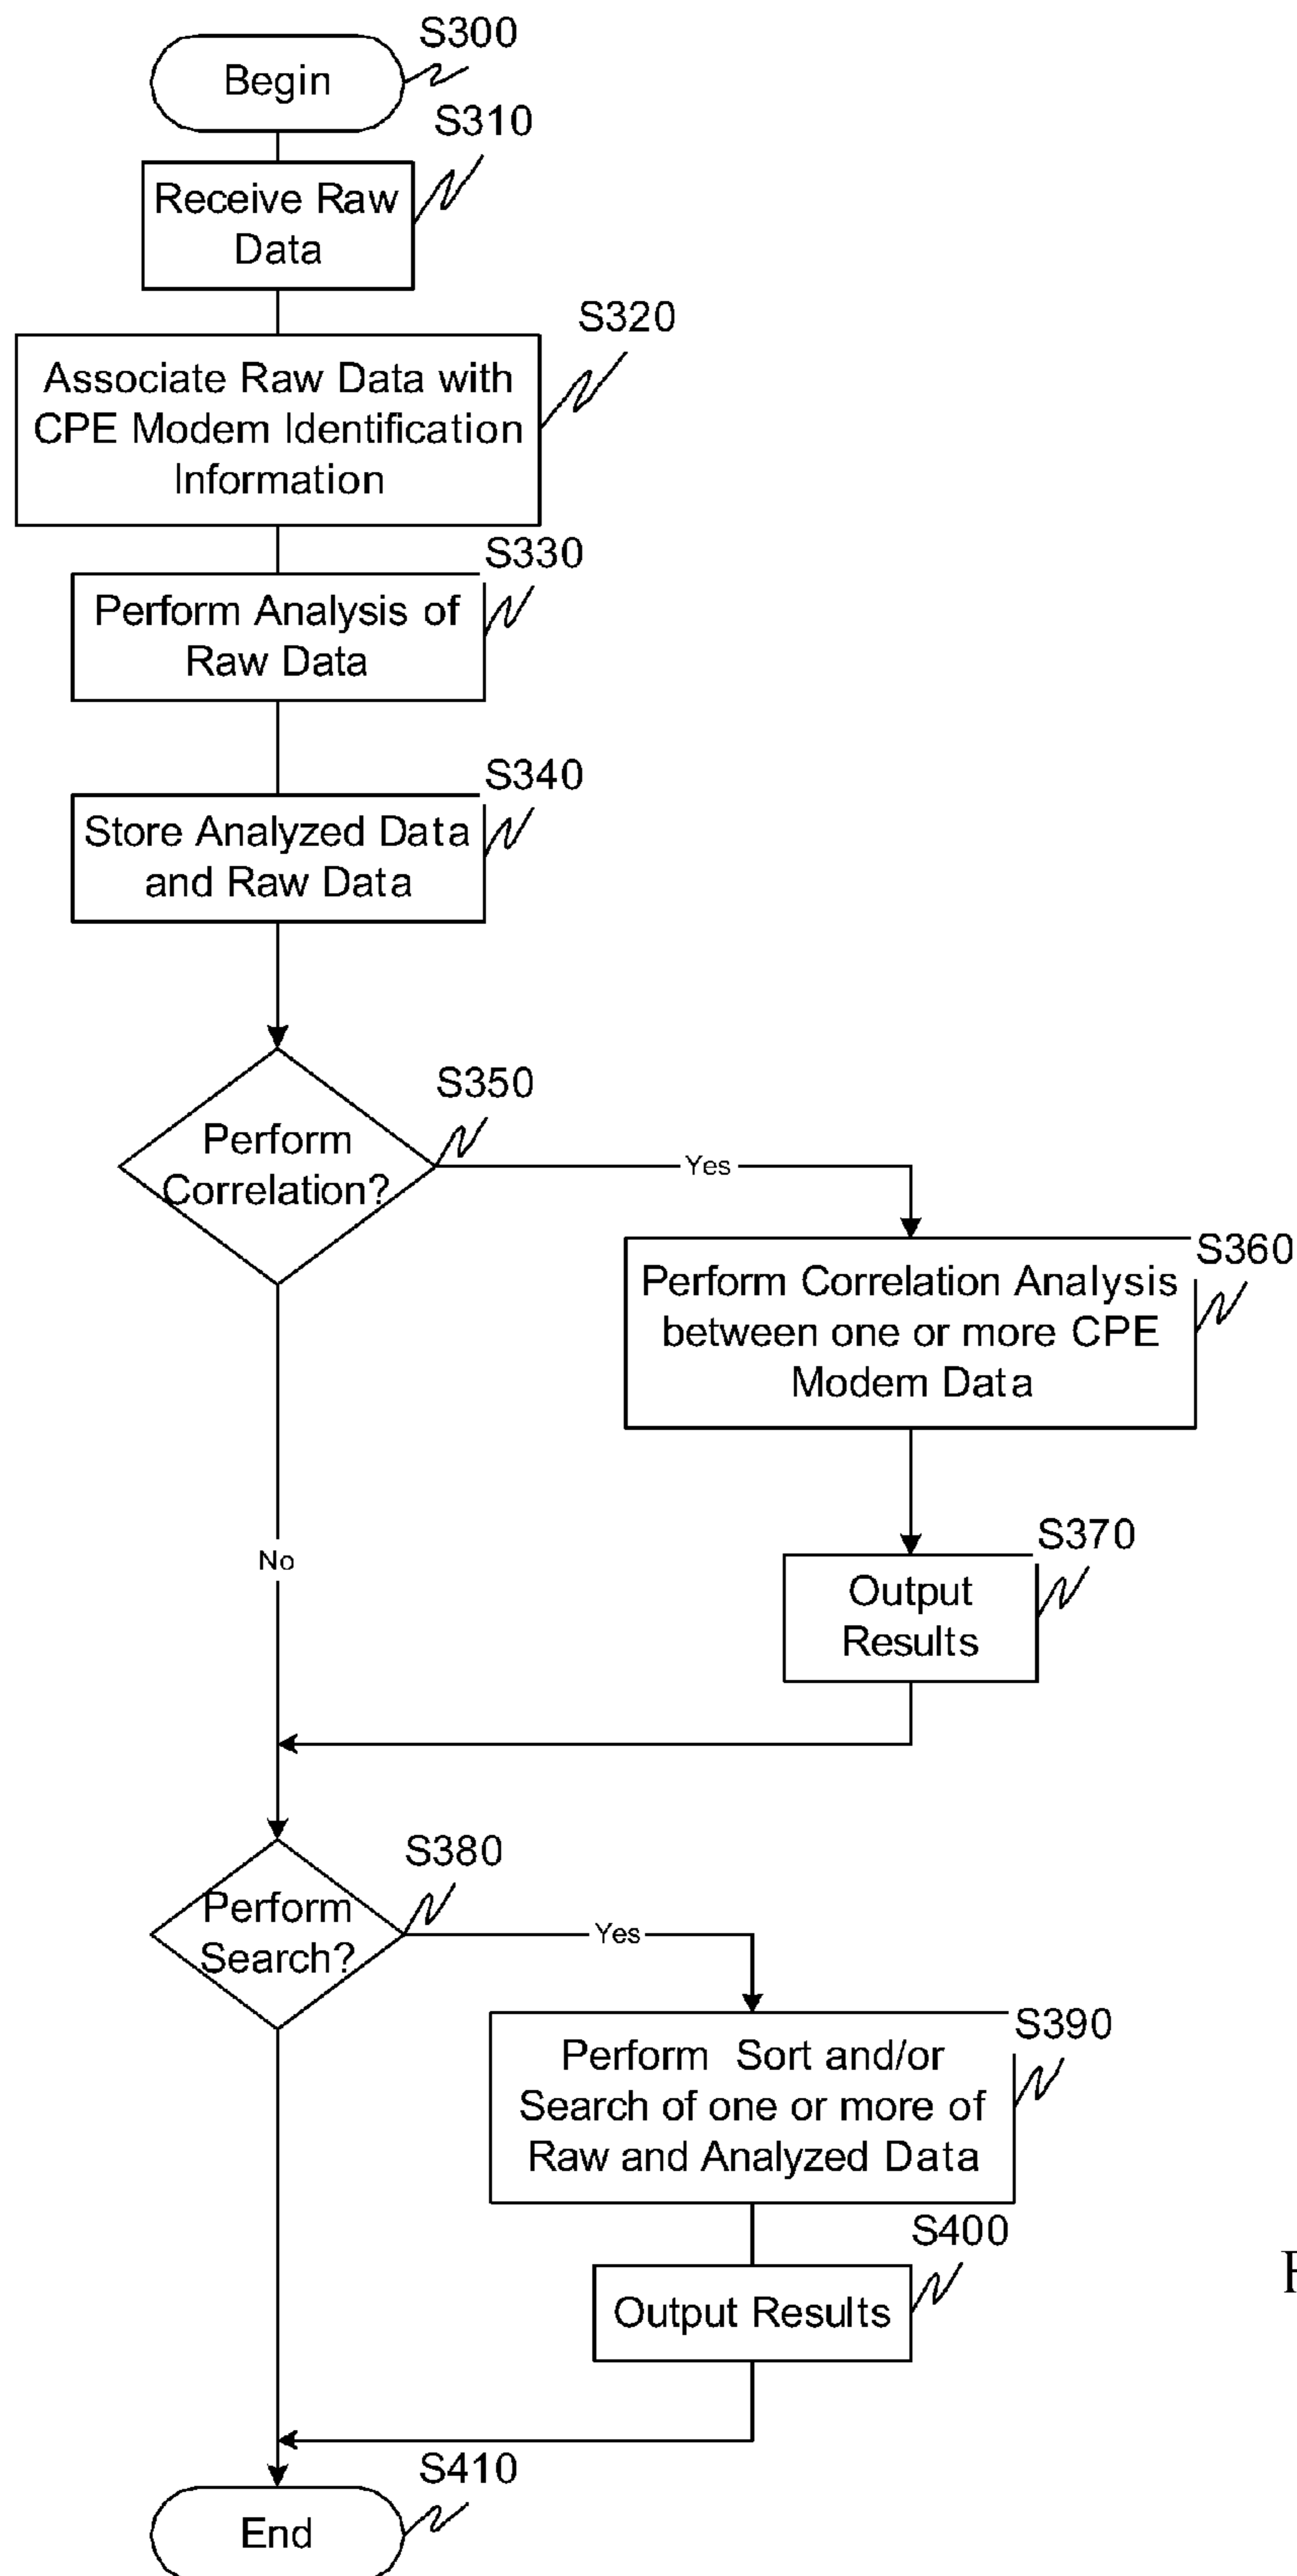 S300
Begin
S310
Receive Raw
Data
S320
Associate Raw Data with
CPE Modem Identification
Information
S330
Perform Analysis of
Raw Data
S340
Store Analyzed Data
and Raw Data
S350
Perform
Correlation?
Yes
S360
Perform Correlation Analysis
between one or more CPE
Modem Data
S370
Output
Results
No
S380
Perform
Search?
Yes
S390
Perform Sort and/or
Search of one or more of
Raw and Analyzed Data
S400
Output Results
S410
End